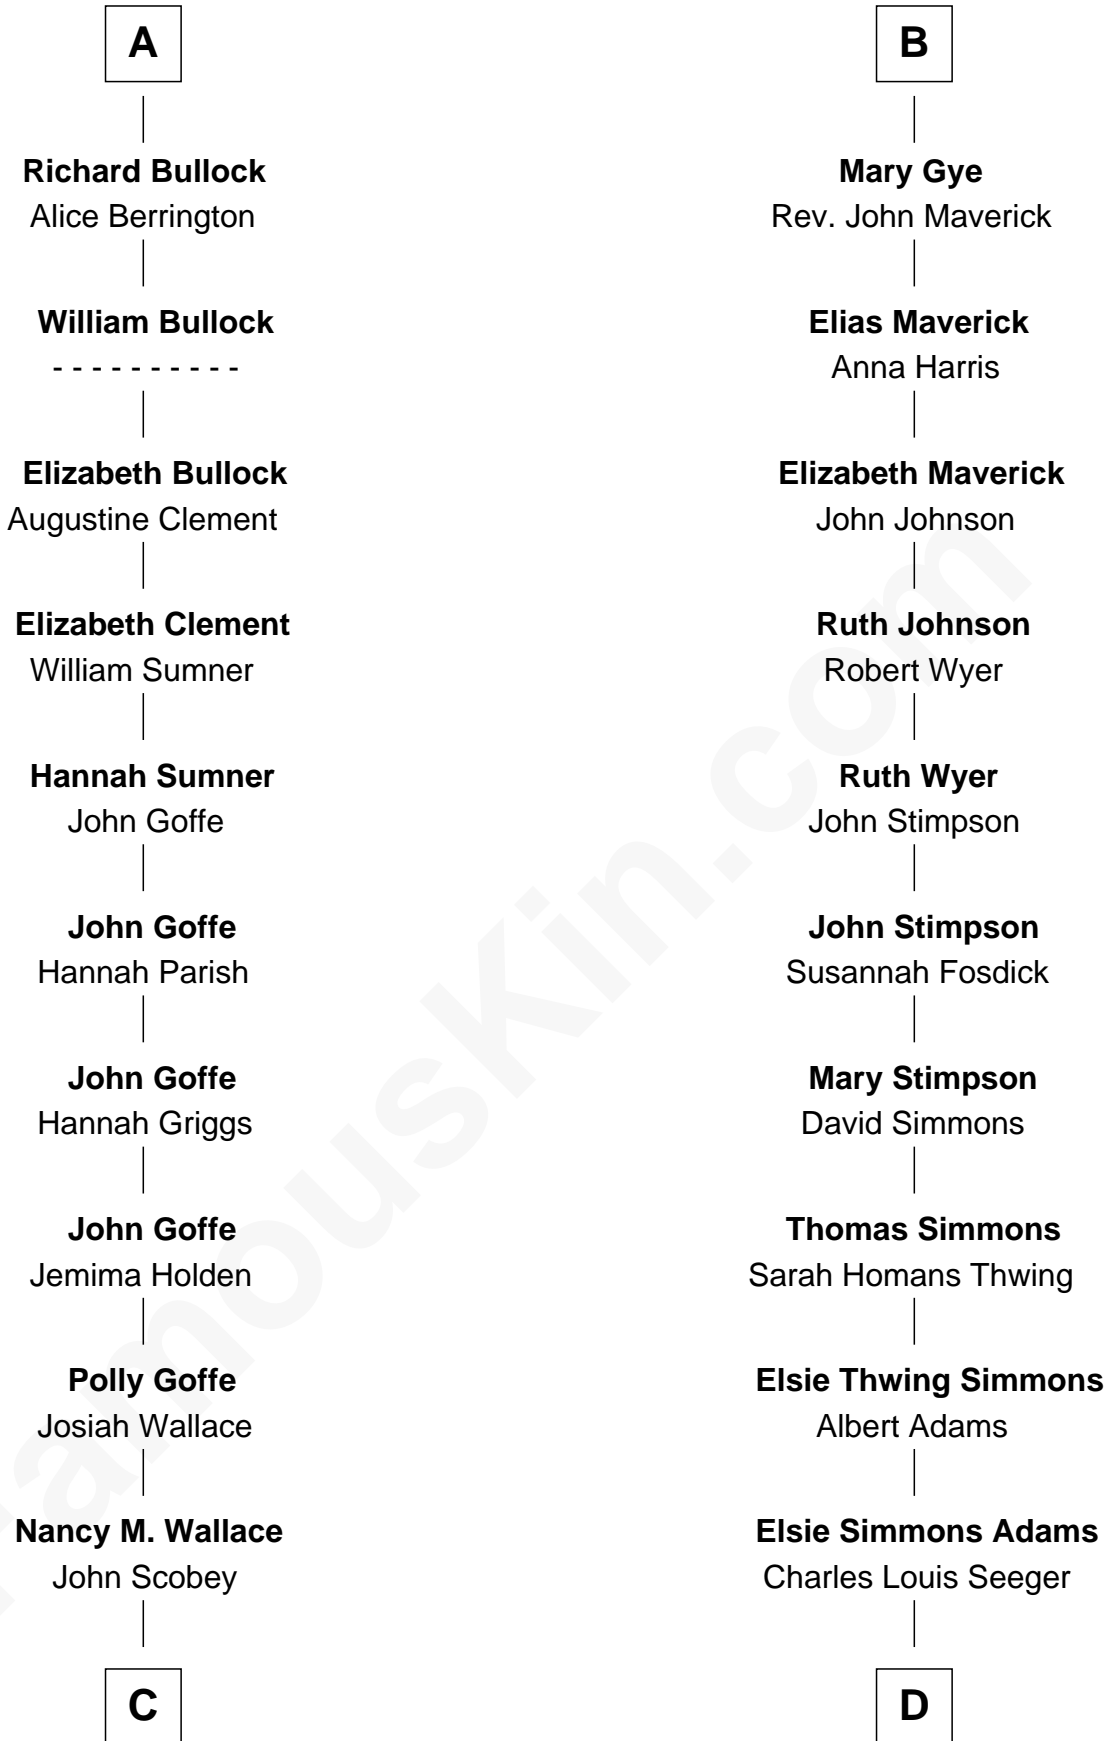 A
Richard Bullock
Alice Berrington
William Bullock
- - - - - - - - - -
Elizabeth Bullock
Augustine Clement
Elizabeth Clement
William Sumner
Hannah Sumner
John Goffe
John Goffe
Hannah Parish
John Goffe
Hannah Griggs
John Goffe
Jemima Holden
Polly Goffe
Josiah Wallace
Nancy M. Wallace
John Scobey
C
B
Mary Gye
Rev. John Maverick
Elias Maverick
Anna Harris
Elizabeth Maverick
John Johnson
Ruth Johnson
Robert Wyer
Ruth Wyer
John Stimpson
John Stimpson
Susannah Fosdick
Mary Stimpson
David Simmons
Thomas Simmons
Sarah Homans Thwing
Elsie Thwing Simmons
Albert Adams
Elsie Simmons Adams
Charles Louis Seeger
D
FamousKin.com